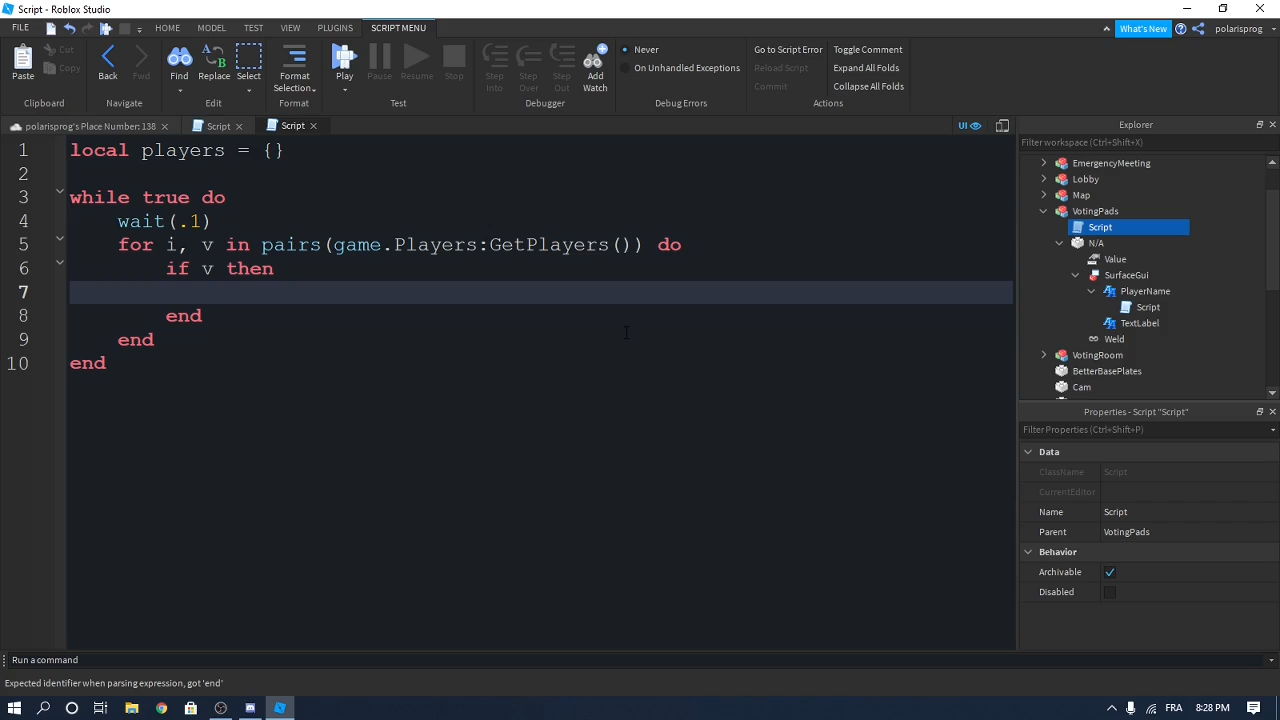 Script - Roblox Studio
FILE HOME MODEL TEST VIEW PLUGINS SCRIPT MENU What's New polarisprog
Paste Cut Copy Back Fwd Find Replace Select Format Selection Play Pause Resume Stop Step Into Step Over Step Out Add Watch Never On Unhandled Exceptions Go to Script Error Reload Script Commit Toggle Comment Expand All Folds Collapse All Folds
Clipboard Navigate Edit Format Test Debugger Debug Errors Actions
polarisprog's Place Number: 138 Script Script UI Explorer
Filter workspace (Ctrl+Shift+X)
1 local players = {}
2
3 while true do
4 wait(.1)
5 for i, v in pairs(game.Players:GetPlayers()) do
6 if v then
7
8 end
9 end
10 end
EmergencyMeeting
Lobby
Map
VotingPads
Script
N/A
Value
SurfaceGui
PlayerName
Script
TextLabel
Weld
VotingRoom
BetterBasePlates
Cam
Properties - Script "Script"
Filter Properties (Ctrl+Shift+P)
Data
ClassName Script
CurrentEditor
Name Script
Parent VotingPads
Behavior
Archivable
Disabled
Run a command
Expected identifier when parsing expression, got 'end'
FRA 8:28 PM